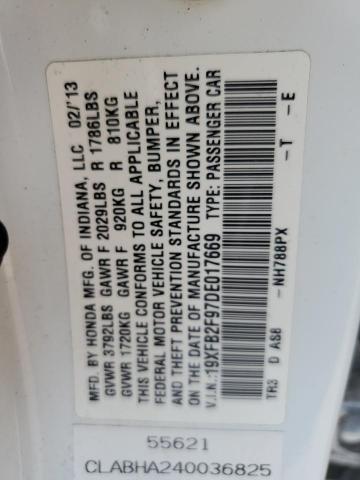 MFD. BY HONDA MFG. OF INDIANA, LLC 02/'13
GVWR 3792LBS GAWR F 2029LBS R 1786LBS
GVWR 1720KG GAWR F 920KG R 810KG
THIS VEHICLE CONFORMS TO ALL APPLICABLE
FEDERAL MOTOR VEHICLE SAFETY, BUMPER,
AND THEFT PREVENTION STANDARDS IN EFFECT
ON THE DATE OF MANUFACTURE SHOWN ABOVE.
V.I.N.:19XFB2F97DE017669 TYPE: PASSENGER CAR
TR3 D AS8 -NH788PX -T -E
55621
CLABHA240036825